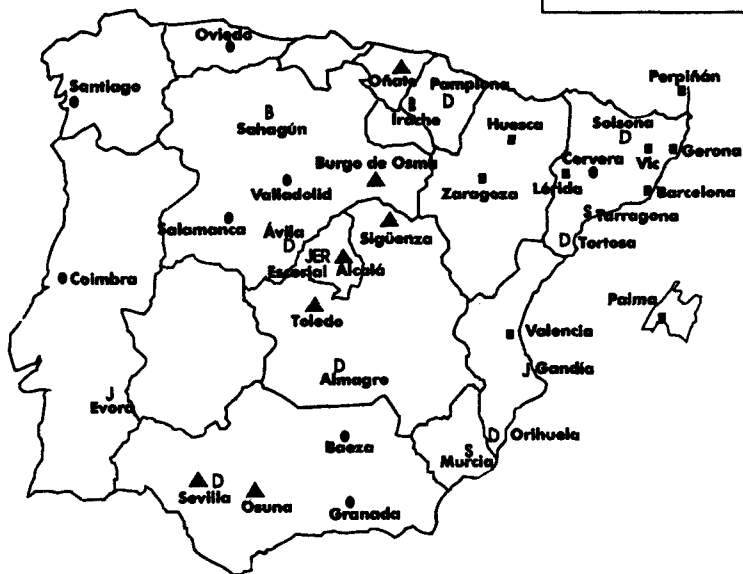 Oviedo
Santiago
Oñate
Pamplona
D
Perpiñán
B
Sahagún
B
Irache
Huesca
Solsona
D
Vic
Gerona
Burgo de Osma
Cervera
Valladolid
Zaragoza
Lérida
Barcelona
Salamanca
Ávila
D
Sigüenza
S
Tarragona
D
Tortosa
JER
Escorial
Alcalá
Coimbra
Toledo
Palma
Valencia
D
Almagro
J
Gandía
J
Evora
Baeza
D
Orihuela
S
Murcia
D
Sevilla
Osuna
Granada